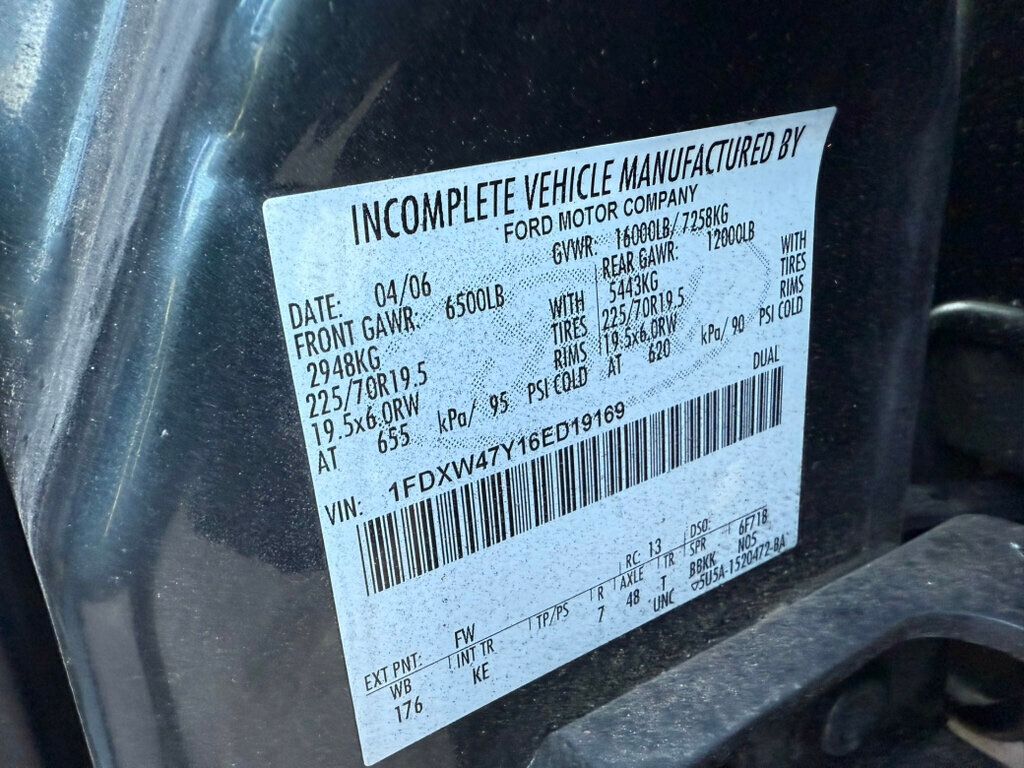 INCOMPLETE VEHICLE MANUFACTURED BY
FORD MOTOR COMPANY
DATE: 04/06 GVWR: 16000LB/ 7258KG
FRONT GAWR: 6500LB REAR GAWR: 12000LB
2948KG WITH 5443KG WITH
225/70R19.5 TIRES 225/70R19.5 TIRES
19.5x6.0RW RIMS 19.5x6.0RW RIMS
AT 655 kPa/ 95 PSI COLD AT 620 kPa/ 90 PSI COLD
DUAL
VIN: 1FDXW47Y16ED19169
EXT PNT: FW RC: 13 DSO:
WB INT TR TP/PS R AXLE TR SPR 6F718
176 KE 7 48 T BBKK N05
UNC 5U5A-1520472-BA